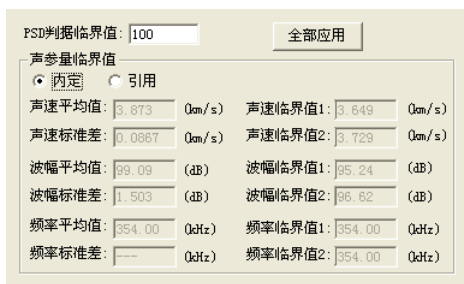 PSD判据临界值: 100 全部应用
声参量临界值
内定 引用
声速平均值: 3.873 (km/s) 声速临界值1: 3.649 (km/s)
声速标准差: 0.0867 (km/s) 声速临界值2: 3.729 (km/s)
波幅平均值: 99.09 (dB) 波幅临界值1: 95.24 (dB)
波幅标准差: 1.503 (dB) 波幅临界值2: 96.62 (dB)
频率平均值: 354.00 (kHz) 频率临界值1: 354.00 (kHz)
频率标准差: --- (kHz) 频率临界值2: 354.00 (kHz)